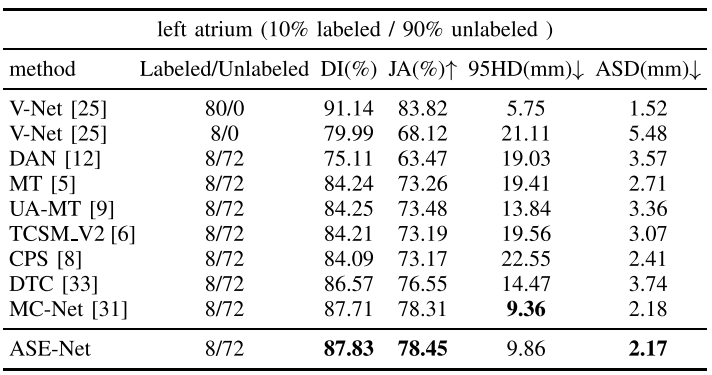 left atrium (10% labeled / 90% unlabeled )
method Labeled/Unlabeled DI(%) JA(%)↑ 95HD(mm)↓ ASD(mm)↓
V-Net [25] 80/0 91.14 83.82 5.75 1.52
V-Net [25] 8/0 79.99 68.12 21.11 5.48
DAN [12] 8/72 75.11 63.47 19.03 3.57
MT [5] 8/72 84.24 73.26 19.41 2.71
UA-MT [9] 8/72 84.25 73.48 13.84 3.36
TCSM_V2 [6] 8/72 84.21 73.19 19.56 3.07
CPS [8] 8/72 84.09 73.17 22.55 2.41
DTC [33] 8/72 86.57 76.55 14.47 3.74
MC-Net [31] 8/72 87.71 78.31 9.36 2.18
ASE-Net 8/72 87.83 78.45 9.86 2.17